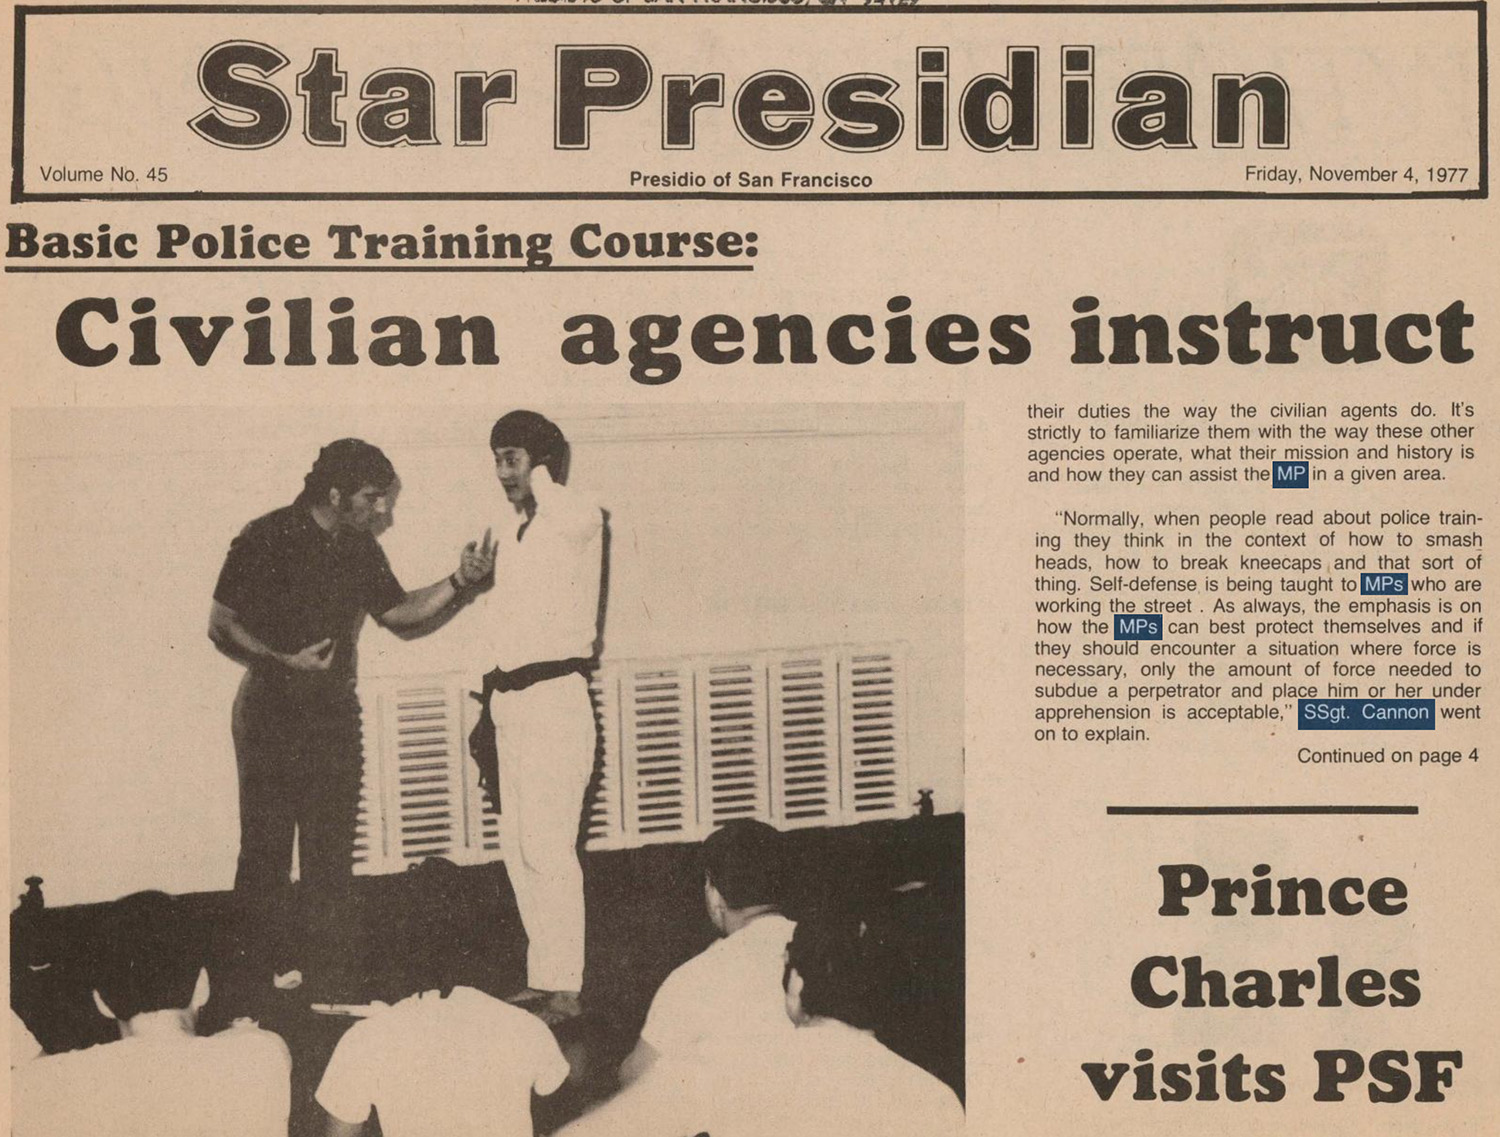 Star Presidian
Volume No. 45
Presidio of San Francisco
Friday, November 4, 1977
Basic Police Training Course:
Civilian agencies instruct
their duties the way the civilian agents do. It's
strictly to familiarize them with the way these other
agencies operate, what their mission and history is
and how they can assist the MP in a given area.
"Normally, when people read about police train-
ing they think in the context of how to smash
heads, how to break kneecaps and that sort of
thing. Self-defense is being taught to MPs who are
working the street . As always, the emphasis is on
how the MPs can best protect themselves and if
they should encounter a situation where force is
necessary, only the amount of force needed to
subdue a perpetrator and place him or her under
apprehension is acceptable," SSgt. Cannon went
on to explain.
Continued on page 4
Prince
Charles
visits PSF